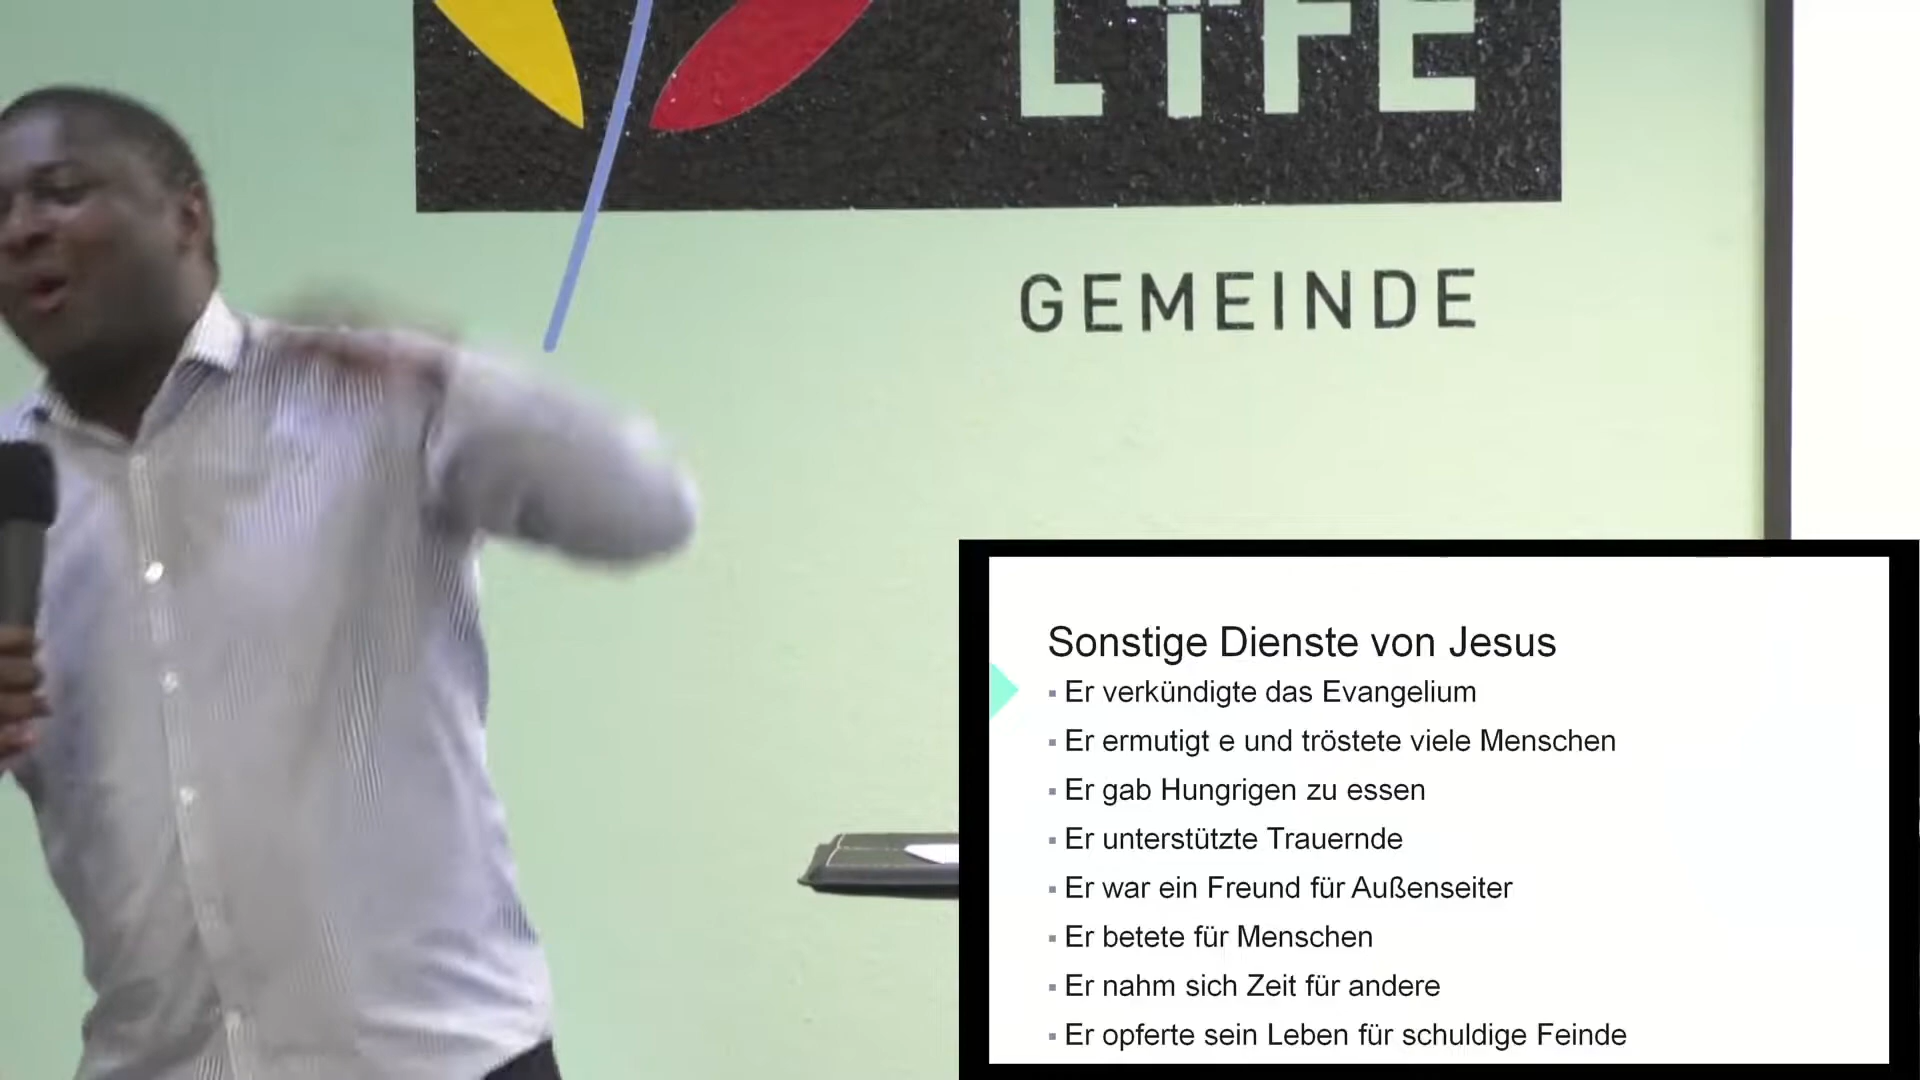 LIFE
GEMEINDE
Sonstige Dienste von Jesus
▪ Er verkündigte das Evangelium
▪ Er ermutigt e und tröstete viele Menschen
▪ Er gab Hungrigen zu essen
▪ Er unterstützte Trauernde
▪ Er war ein Freund für Außenseiter
▪ Er betete für Menschen
▪ Er nahm sich Zeit für andere
▪ Er opferte sein Leben für schuldige Feinde